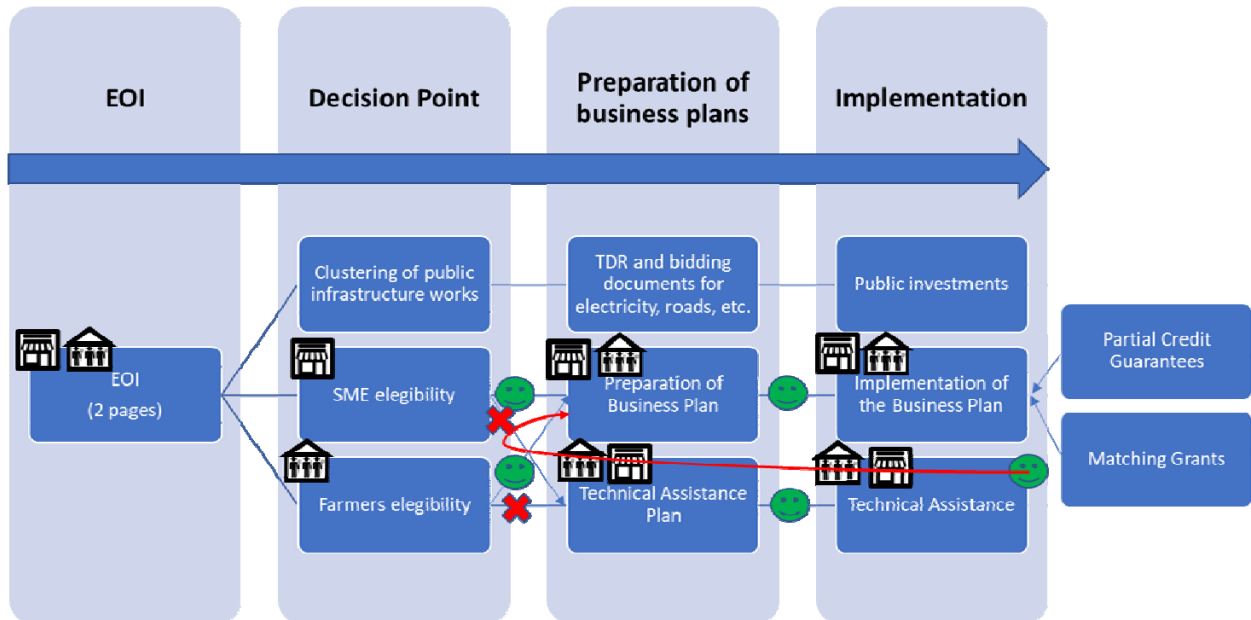 EOI
Decision Point
Preparation of
business plans
Implementation
Clustering of public
infrastructure works
TDR and bidding
documents for
electricity, roads, etc.
Public investments
EOI
(2 pages)
SME elegibility
Preparation of
Business Plan
Implementation of
the Business Plan
Partial Credit
Guarantees
Farmers elegibility
Technical Assistance
Plan
Technical Assistance
Matching Grants